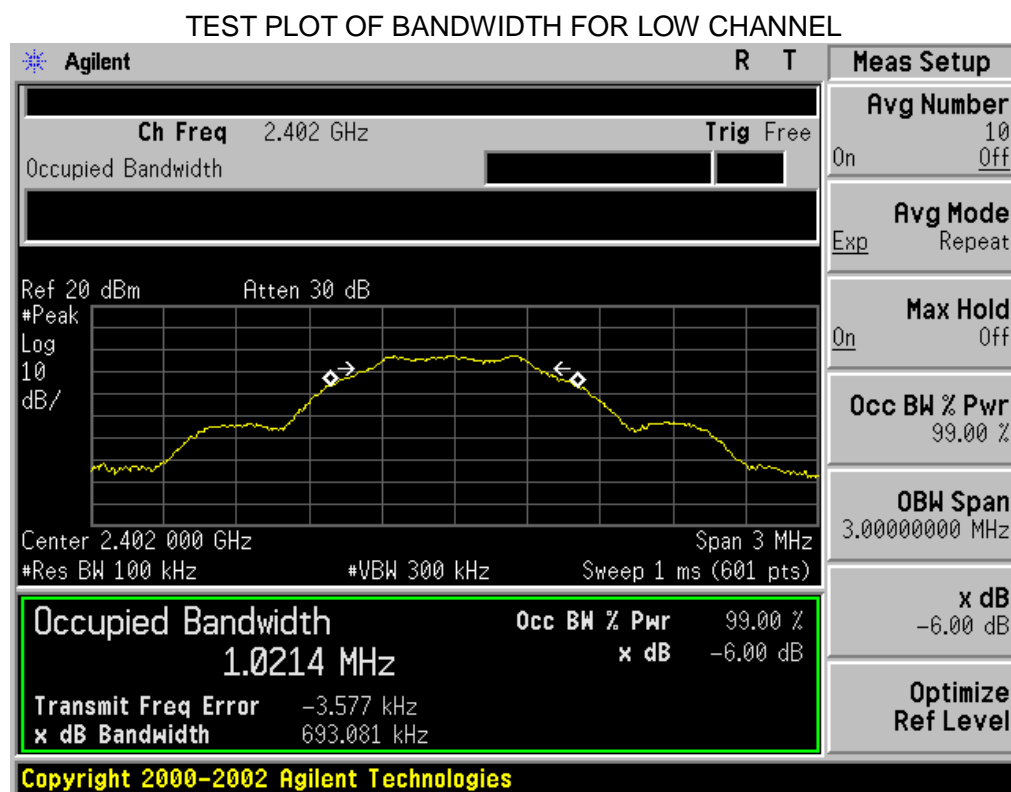 TEST PLOT OF BANDWIDTH FOR LOW CHANNEL
Agilent R T
Ch Freq 2.402 GHz Trig Free
Occupied Bandwidth
Ref 20 dBm Atten 30 dB
#Peak
Log
10
dB/
Center 2.402 000 GHz Span 3 MHz
#Res BW 100 kHz #VBW 300 kHz Sweep 1 ms (601 pts)
Occupied Bandwidth Occ BW % Pwr 99.00 %
1.0214 MHz x dB -6.00 dB
Transmit Freq Error -3.577 kHz
x dB Bandwidth 693.081 kHz
Copyright 2000-2002 Agilent Technologies
Meas Setup
Avg Number
10
On Off
Avg Mode
Exp Repeat
Max Hold
On Off
Occ BW % Pwr
99.00 %
OBW Span
3.00000000 MHz
x dB
-6.00 dB
Optimize
Ref Level